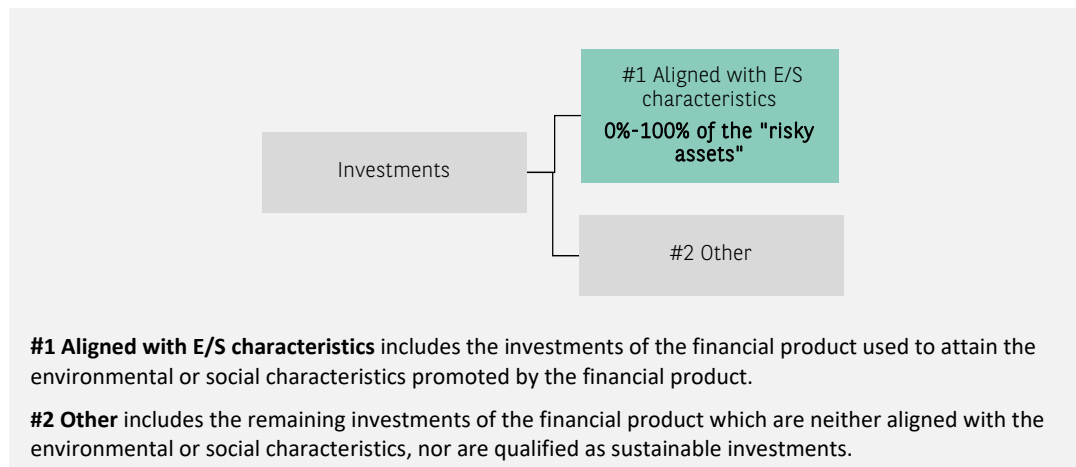 #1 Aligned with E/S
characteristics
0%-100% of the "risky
assets"
Investments
#2 Other
#1 Aligned with E/S characteristics includes the investments of the financial product used to attain the
environmental or social characteristics promoted by the financial product.
#2 Other includes the remaining investments of the financial product which are neither aligned with the
environmental or social characteristics, nor are qualified as sustainable investments.